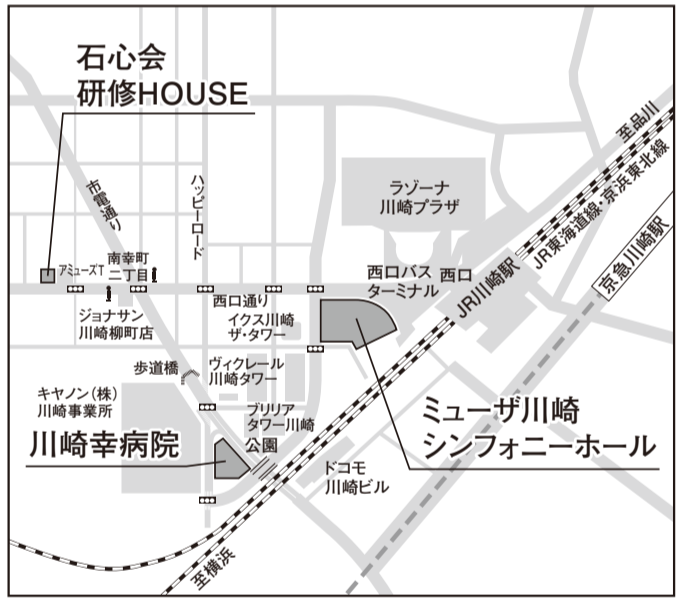 石心会
研修HOUSE
至品川
JR東海道線・京浜東北線
市電通り
ハッピーロード
ラゾーナ
川崎プラザ
京急川崎駅
アミューズT
南幸町
二丁目
西口バス
ターミナル
西口
JR川崎駅
西口通り
ジョナサン
川崎柳町店
イクス川崎
ザ・タワー
歩道橋
ヴィクレール
川崎タワー
キヤノン(株)
川崎事業所
ブリリア
タワー川崎
ミューザ川崎
シンフォニーホール
川崎幸病院
公園
ドコモ
川崎ビル
至横浜